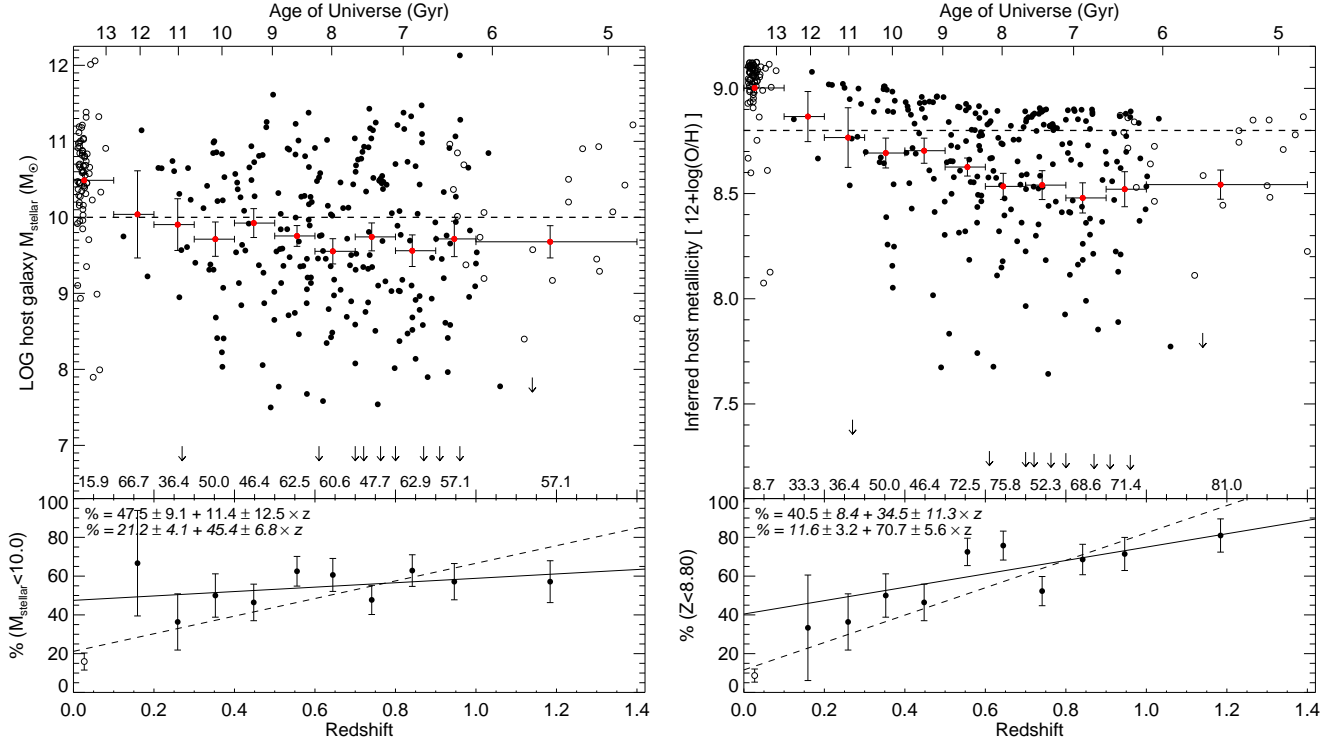 Age of Universe (Gyr)
13 12 11 10 9 8 7 6 5
LOG host galaxy M_stellar (M_⊙)
12
11
10
9
8
7
15.9 66.7 36.4 50.0 46.4 62.5 60.6 47.7 62.9 57.1 57.1
% (M_stellar<10.0)
% = 47.5 ± 9.1 + 11.4 ± 12.5 × z
% = 21.2 ± 4.1 + 45.4 ± 6.8 × z
100
80
60
40
20
0
0.0 0.2 0.4 0.6 0.8 1.0 1.2 1.4
Redshift
Age of Universe (Gyr)
13 12 11 10 9 8 7 6 5
Inferred host metallicity [ 12+log(O/H) ]
9.0
8.5
8.0
7.5
8.7 33.3 36.4 50.0 46.4 72.5 75.8 52.3 68.6 71.4 81.0
% (Z<8.80)
% = 40.5 ± 8.4 + 34.5 ± 11.3 × z
% = 11.6 ± 3.2 + 70.7 ± 5.6 × z
100
80
60
40
20
0
0.0 0.2 0.4 0.6 0.8 1.0 1.2 1.4
Redshift